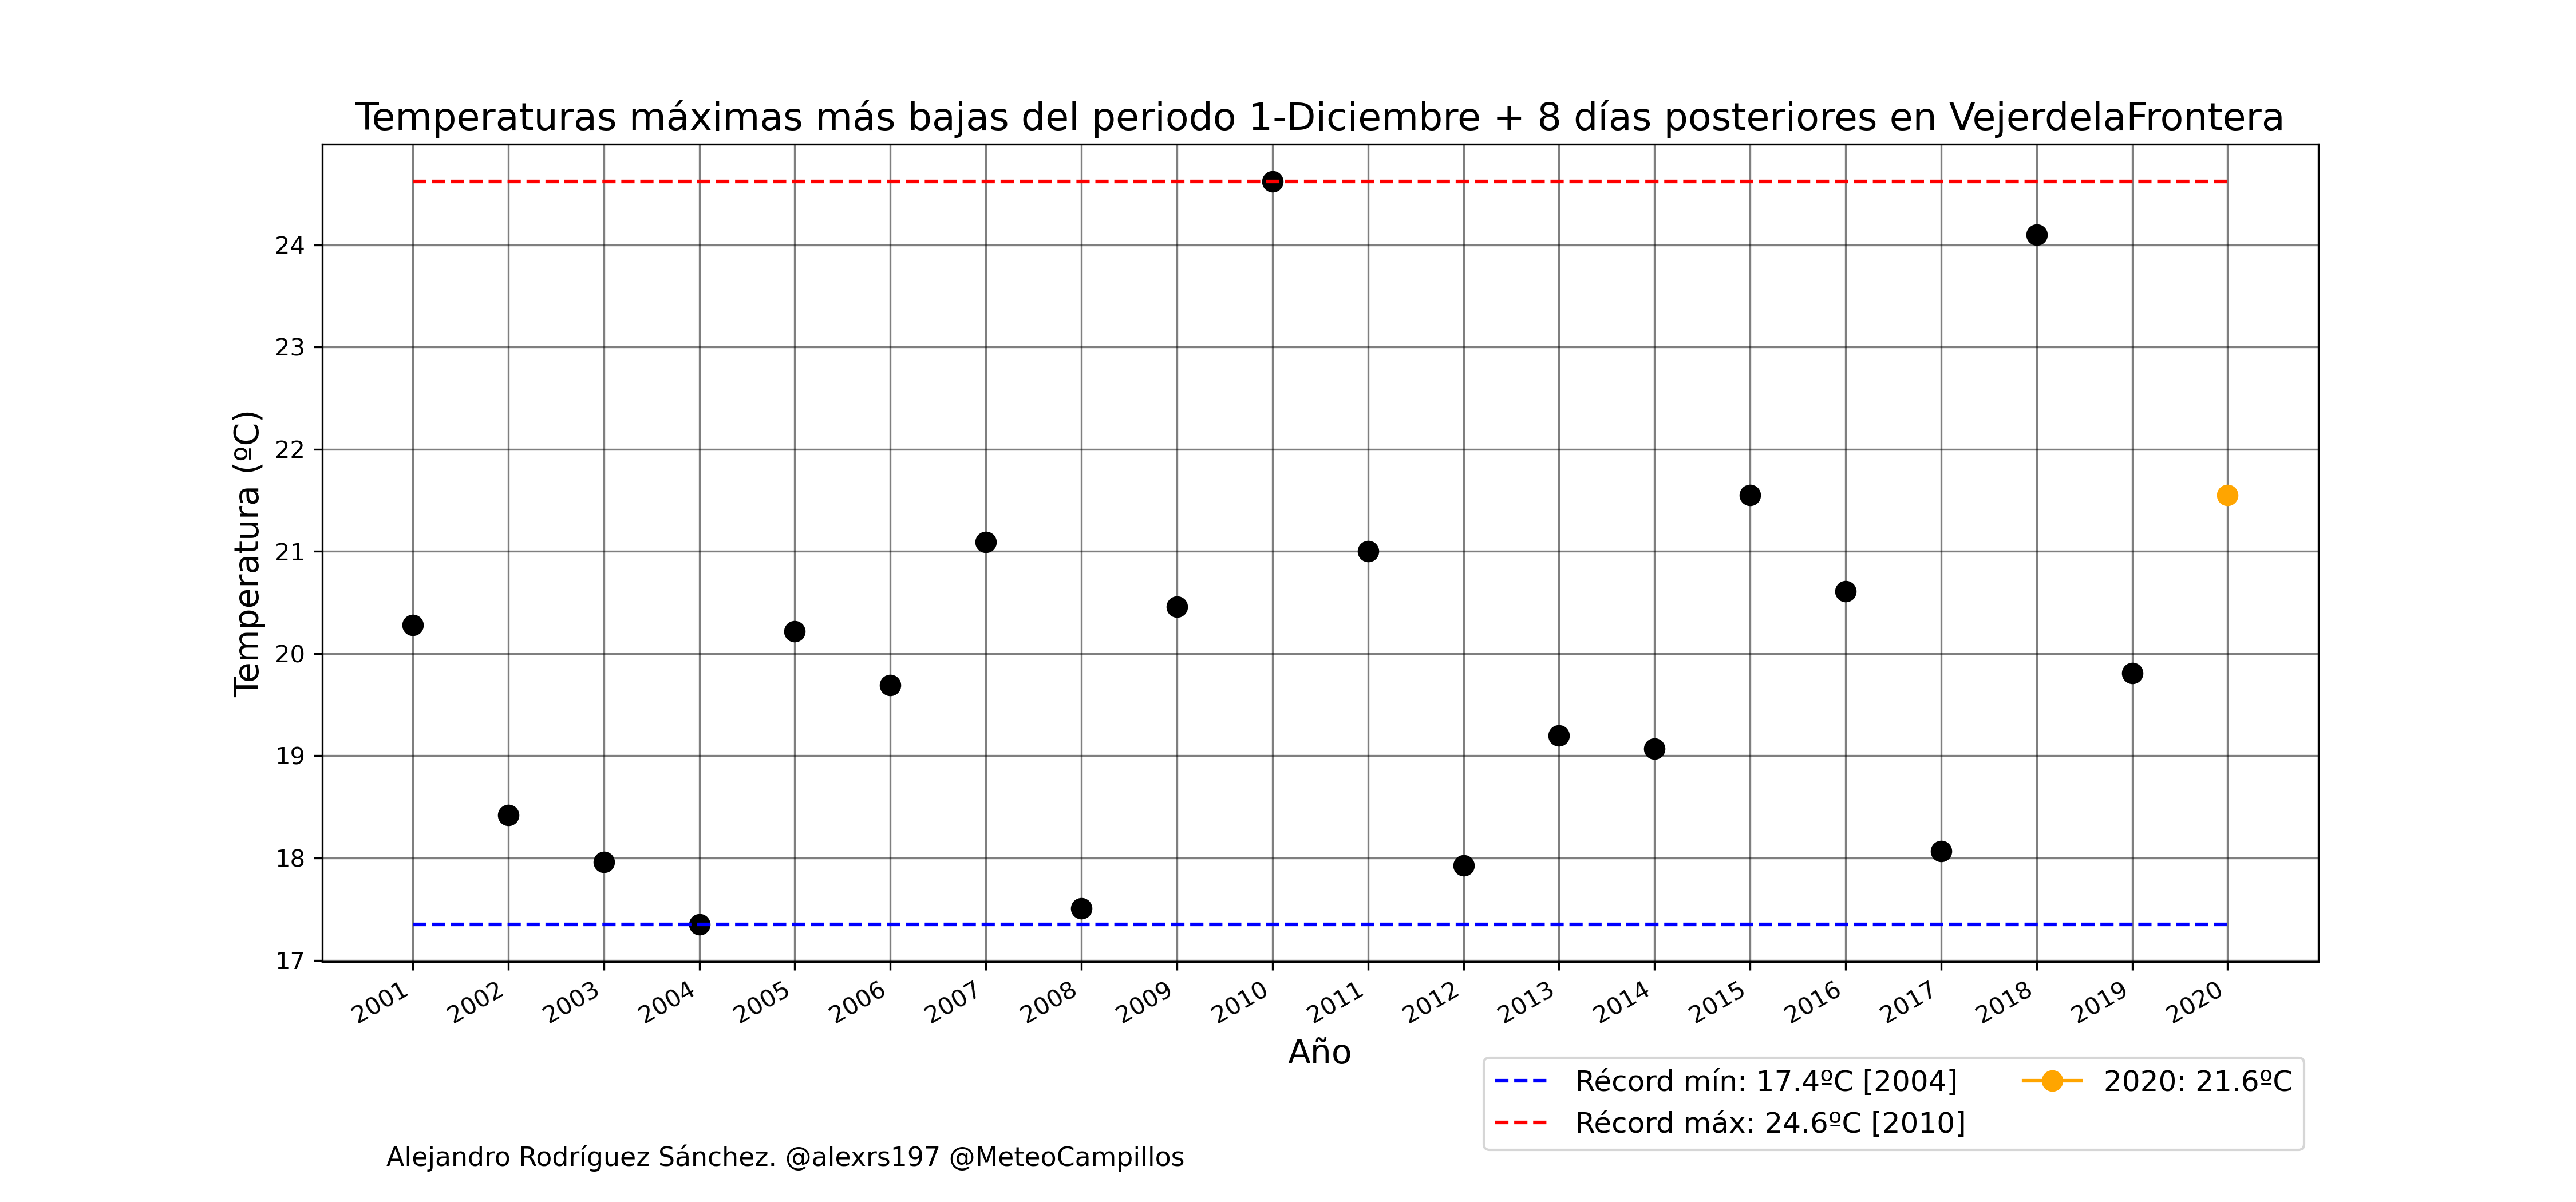 Temperaturas máximas más bajas del periodo 1-Diciembre + 8 días posteriores en VejerdelaFrontera
Temperatura (ºC)
24
23
22
21
20
19
18
17
2001 2002 2003 2004 2005 2006 2007 2008 2009 2010 2011 2012 2013 2014 2015 2016 2017 2018 2019 2020
Año
Récord mín: 17.4ºC [2004]
Récord máx: 24.6ºC [2010]
2020: 21.6ºC
Alejandro Rodríguez Sánchez. @alexrs197 @MeteoCampillos